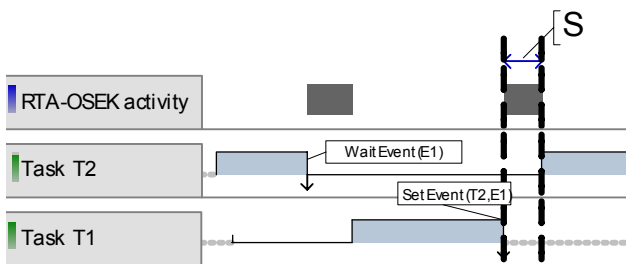 S
RTA-OSEK activity
WaitEvent(E1)
Task T2
SetEvent(T2,E1)
Task T1